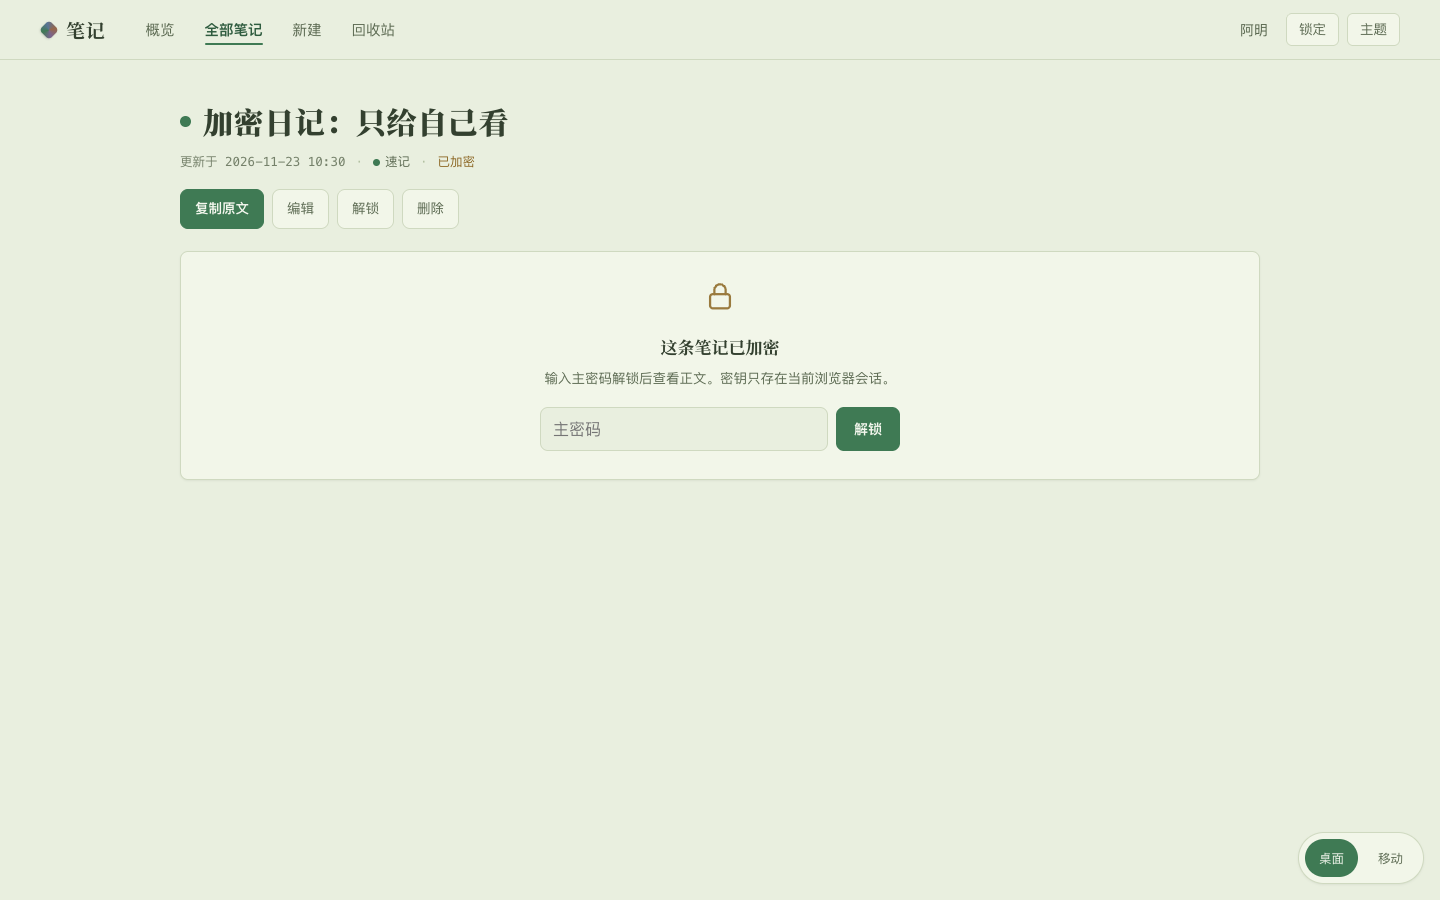 笔记 概览 全部笔记 新建 回收站 阿明 锁定 主题
加密日记：只给自己看
更新于 2026-11-23 10:30 · 速记 · 已加密
复制原文 编辑 解锁 删除
这条笔记已加密
输入主密码解锁后查看正文。密钥只存在当前浏览器会话。
主密码 解锁
桌面 移动